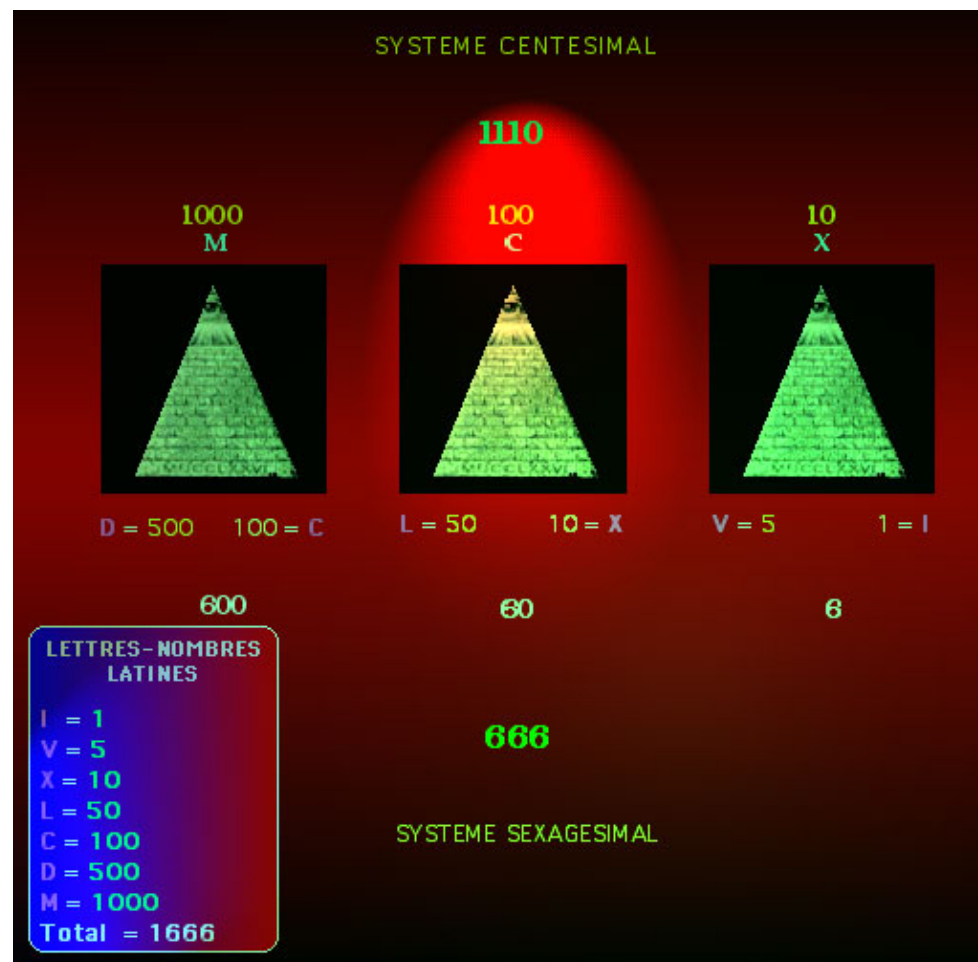 SYSTEME CENTESIMAL
1110
1000 100 10
M C X
D = 500 100 = C L = 50 10 = X V = 5 1 = I
600 60 6
LETTRES-NOMBRES
LATINES
I = 1
V = 5
X = 10
L = 50
C = 100
D = 500
M = 1000
Total = 1666
666
SYSTEME SEXAGESIMAL